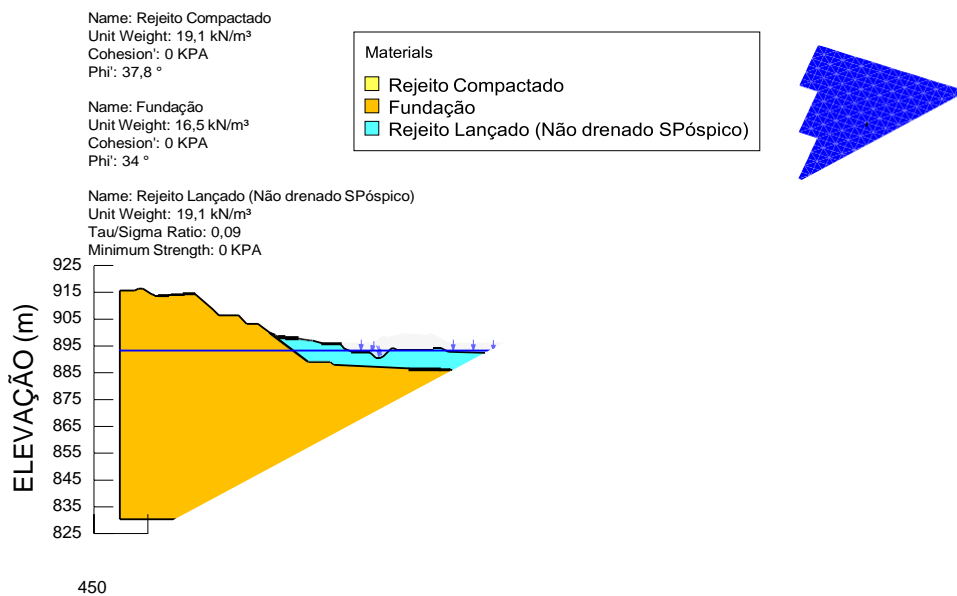 Name: Rejeito Compactado
Unit Weight: 19,1 kN/m³
Cohesion': 0 KPA
Phi': 37,8 °
Name: Fundação
Unit Weight: 16,5 kN/m³
Cohesion': 0 KPA
Phi': 34 °
Name: Rejeito Lançado (Não drenado SPóspico)
Unit Weight: 19,1 kN/m³
Tau/Sigma Ratio: 0,09
Minimum Strength: 0 KPA
Materials
Rejeito Compactado
Fundação
Rejeito Lançado (Não drenado SPóspico)
925
915
905
895
885
875
865
855
845
835
825
ELEVAÇÃO (m)
450